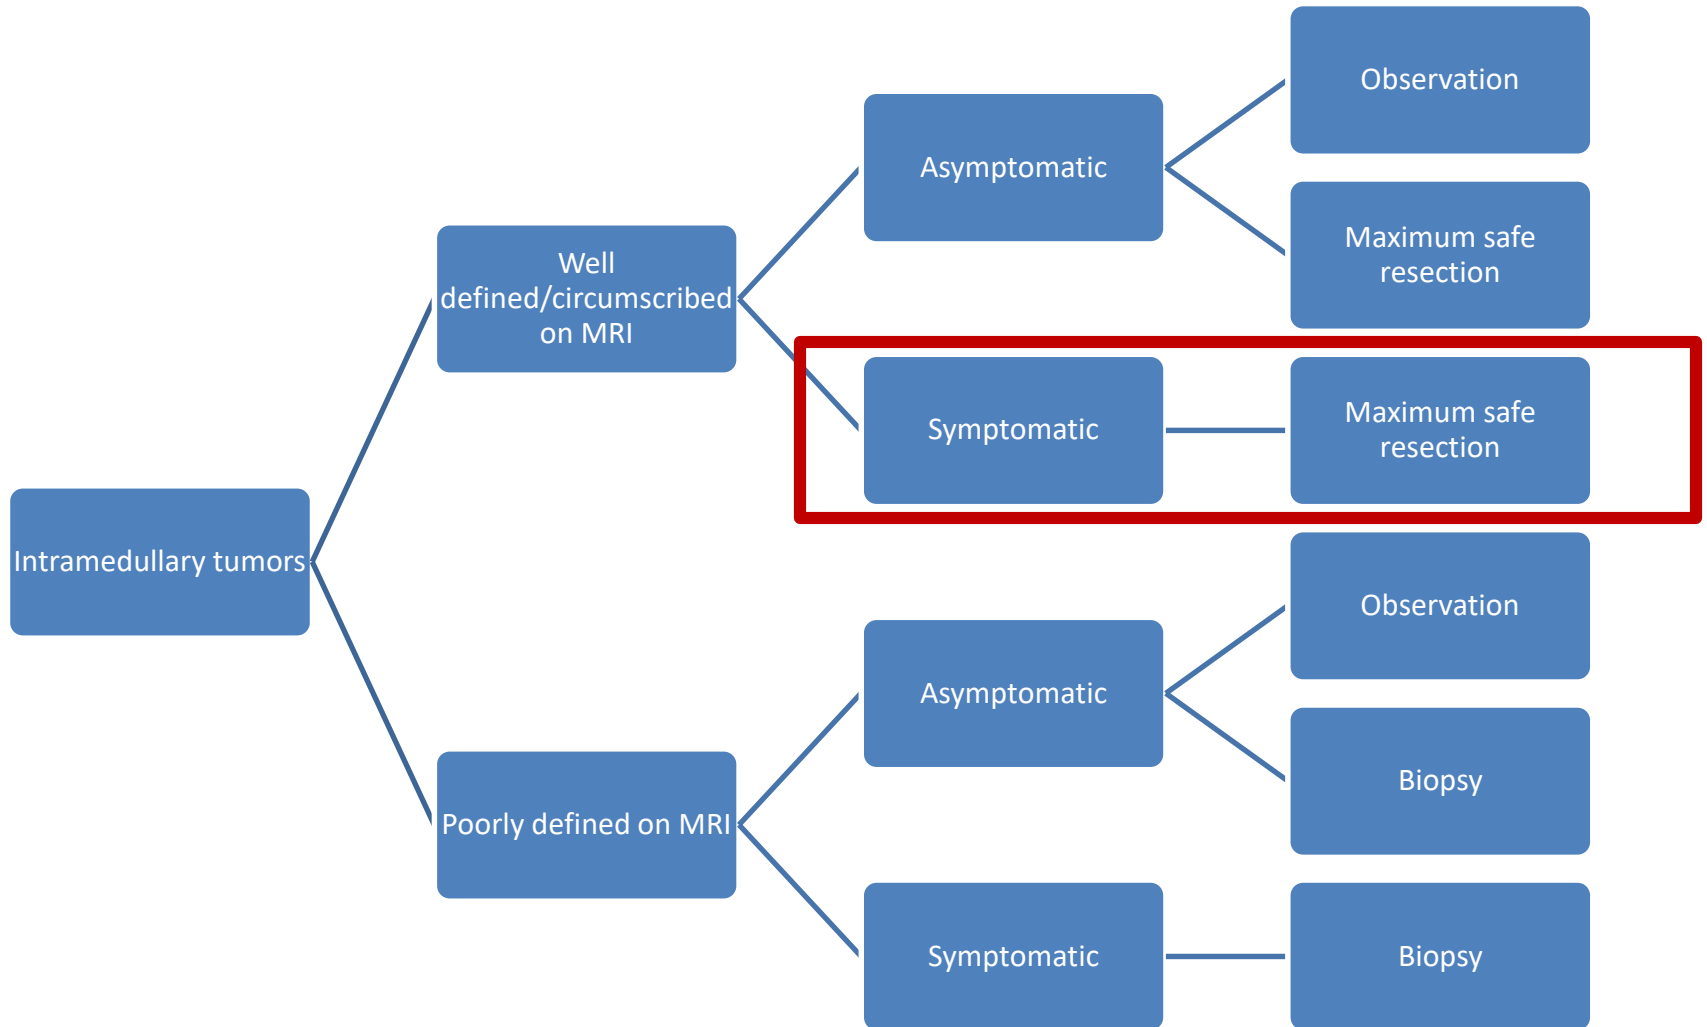 Intramedullary tumors
Well
defined/circumscribed
on MRI
Asymptomatic
Observation
Maximum safe
resection
Symptomatic
Maximum safe
resection
Poorly defined on MRI
Asymptomatic
Observation
Biopsy
Symptomatic
Biopsy